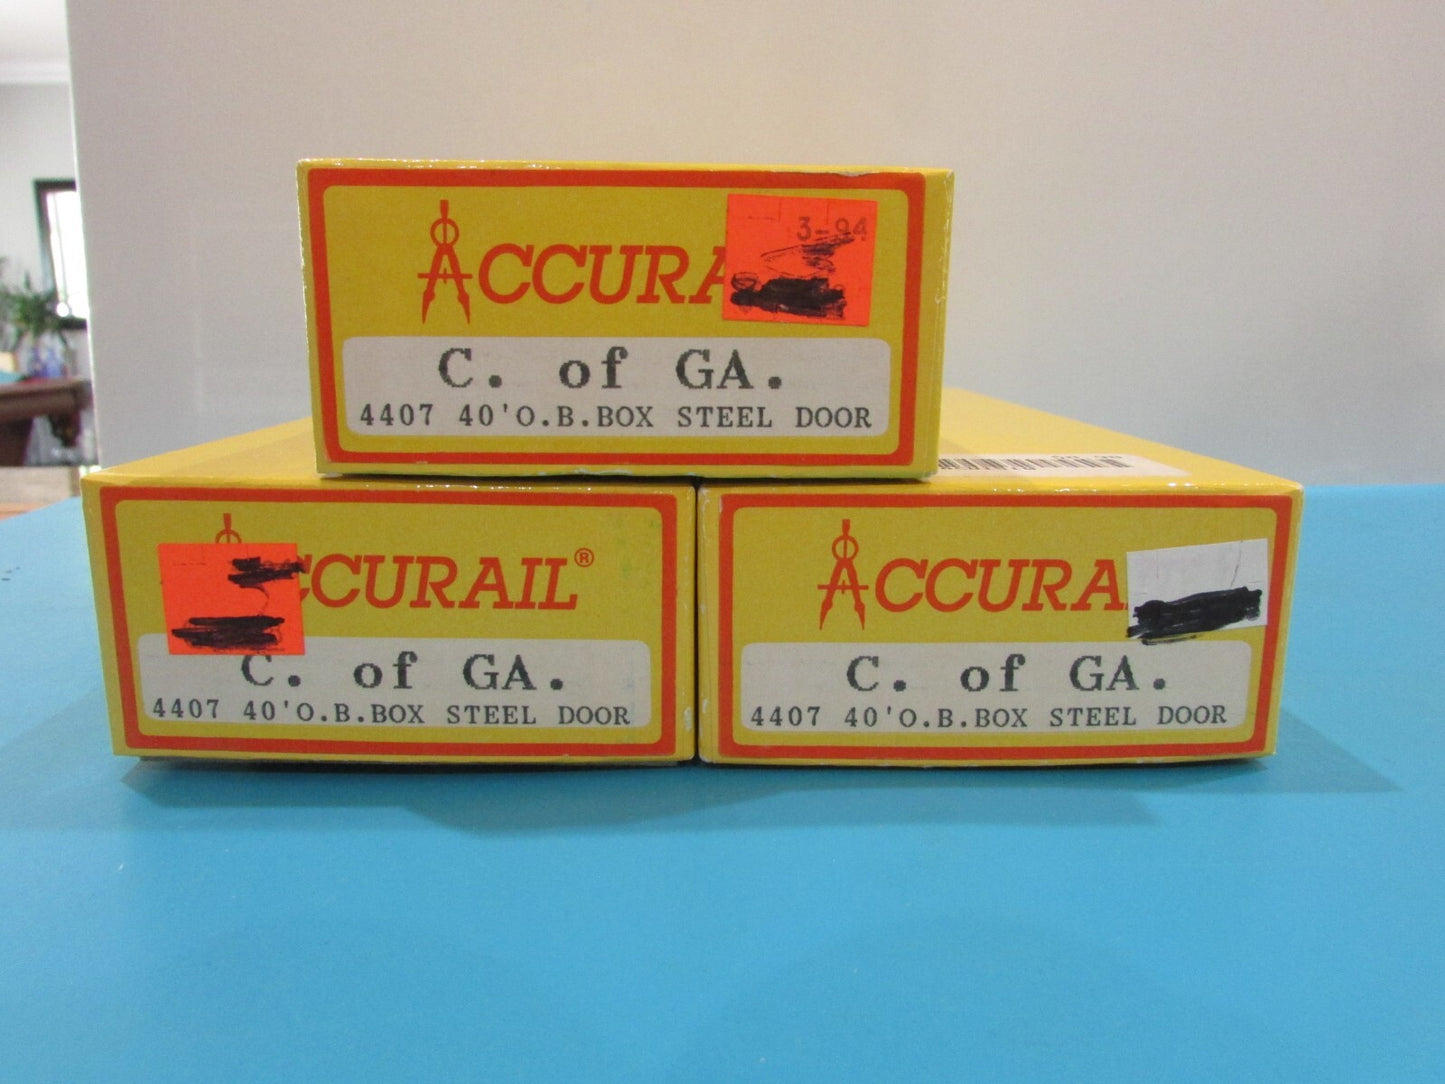 ACCURA
3-94
C. of GA.
4407 40'O.B.BOX STEEL DOOR
CCURAIL®
C. of GA.
4407 40'O.B.BOX STEEL DOOR
ACCURA
C. of GA.
4407 40'O.B.BOX STEEL DOOR